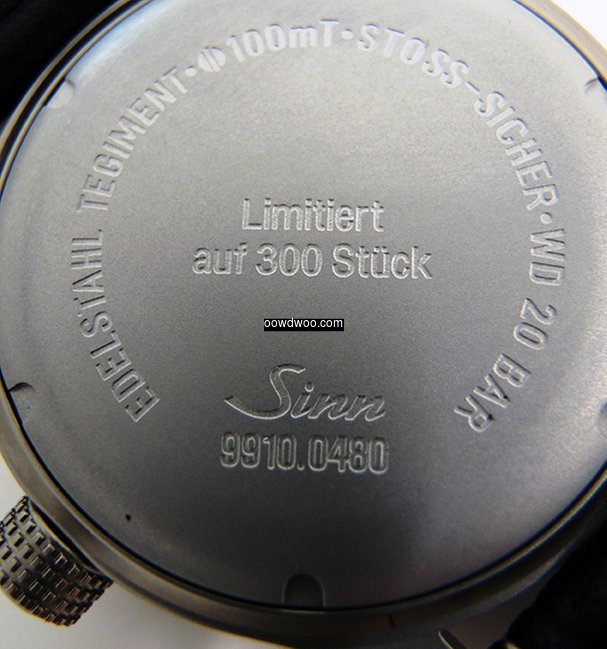 EDELSTAHL TEGIMENT · 100mT · STOSS-SICHER · WD 20 BAR
Limitiert
auf 300 Stück
oowdwoo.com
Sinn
9910.0480